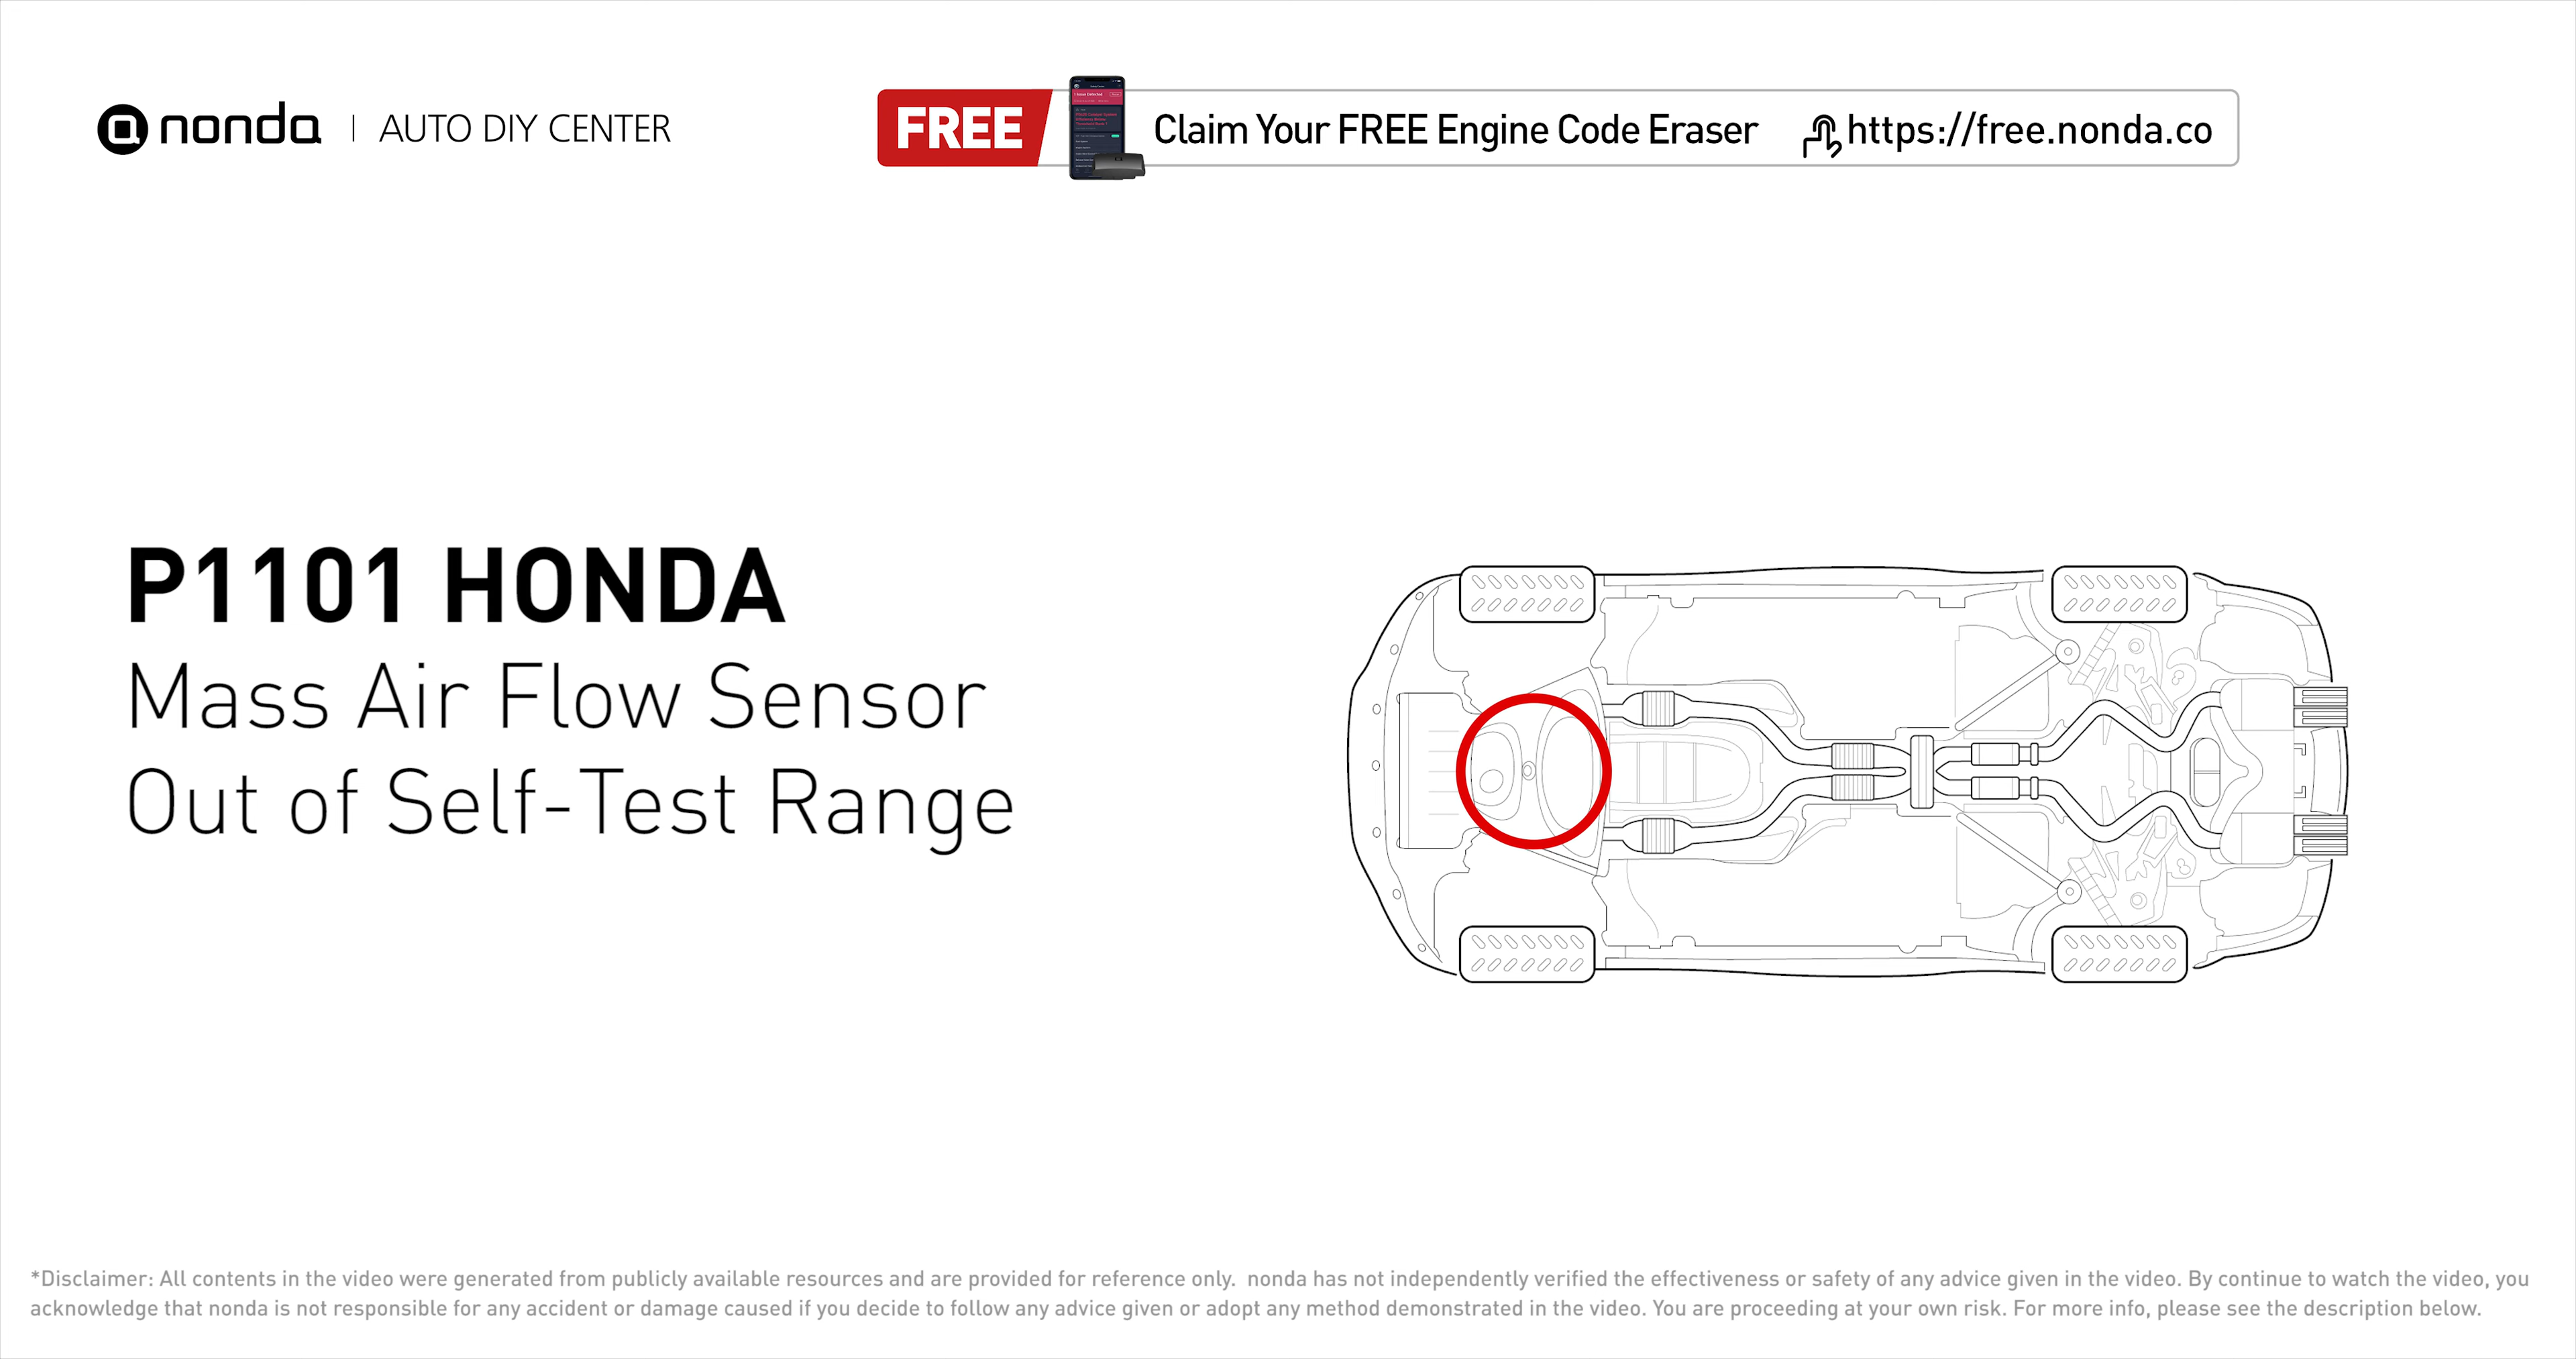 nonda | AUTO DIY CENTER
FREE Claim Your FREE Engine Code Eraser https://free.nonda.co
P1101 HONDA
Mass Air Flow Sensor
Out of Self-Test Range
*Disclaimer: All contents in the video were generated from publicly available resources and are provided for reference only. nonda has not independently verified the effectiveness or safety of any advice given in the video. By continue to watch the video, you
acknowledge that nonda is not responsible for any accident or damage caused if you decide to follow any advice given or adopt any method demonstrated in the video. You are proceeding at your own risk. For more info, please see the description below.